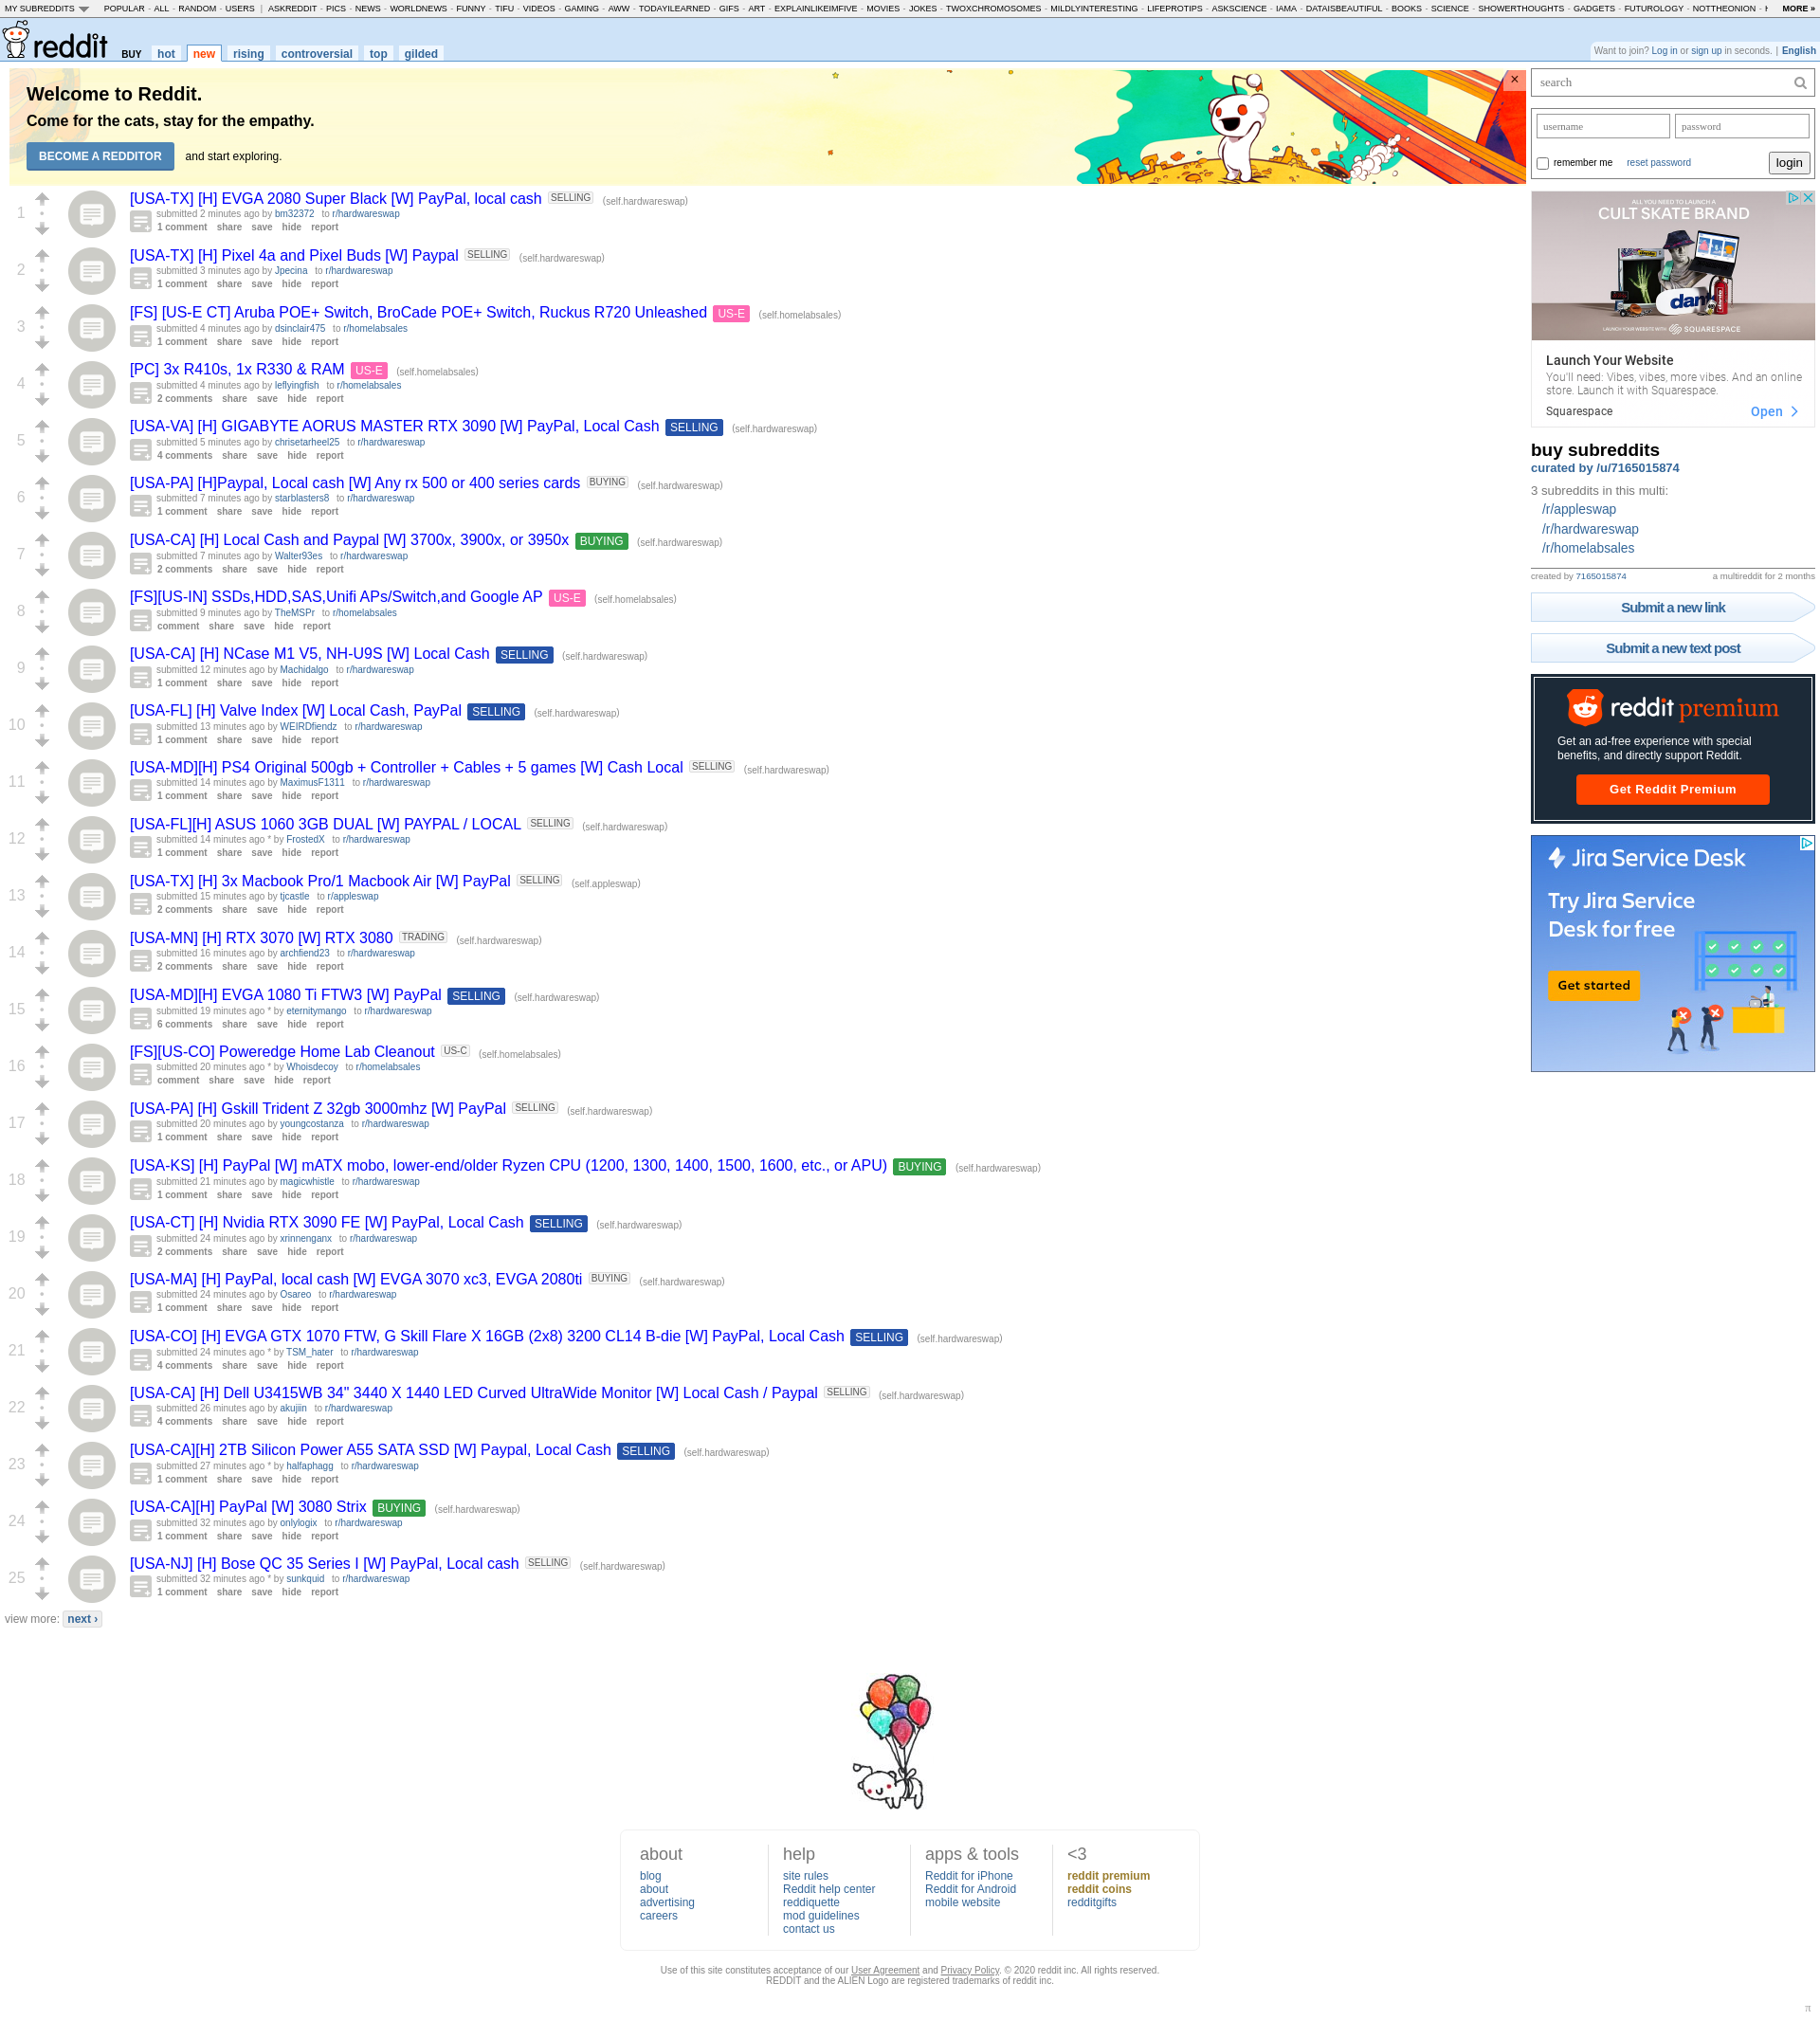 MY SUBREDDITS POPULAR - ALL - RANDOM - USERS | ASKREDDIT - PICS - NEWS - WORLDNEWS - FUNNY - TIFU - VIDEOS - GAMING - AWW - TODAYILEARNED - GIFS - ART - EXPLAINLIKEIMFIVE - MOVIES - JOKES - TWOXCHROMOSOMES - MILDLYINTERESTING - LIFEPROTIPS - ASKSCIENCE - IAMA - DATAISBEAUTIFUL - BOOKS - SCIENCE - SHOWERTHOUGHTS - GADGETS - FUTUROLOGY - NOTTHEONION - MORE »
reddit BUY hot new rising controversial top gilded
Want to join? Log in or sign up in seconds. | English
Welcome to Reddit.
Come for the cats, stay for the empathy.
BECOME A REDDITOR and start exploring.
×
1
[USA-TX] [H] EVGA 2080 Super Black [W] PayPal, local cash SELLING (self.hardwareswap)
submitted 2 minutes ago by bm32372 to r/hardwareswap
1 comment share save hide report
2
[USA-TX] [H] Pixel 4a and Pixel Buds [W] Paypal SELLING (self.hardwareswap)
submitted 3 minutes ago by Jpecina to r/hardwareswap
1 comment share save hide report
3
[FS] [US-E CT] Aruba POE+ Switch, BroCade POE+ Switch, Ruckus R720 Unleashed US-E (self.homelabsales)
submitted 4 minutes ago by dsinclair475 to r/homelabsales
1 comment share save hide report
4
[PC] 3x R410s, 1x R330 & RAM US-E (self.homelabsales)
submitted 4 minutes ago by leflyingfish to r/homelabsales
2 comments share save hide report
5
[USA-VA] [H] GIGABYTE AORUS MASTER RTX 3090 [W] PayPal, Local Cash SELLING (self.hardwareswap)
submitted 5 minutes ago by chrisetarheel25 to r/hardwareswap
4 comments share save hide report
6
[USA-PA] [H]Paypal, Local cash [W] Any rx 500 or 400 series cards BUYING (self.hardwareswap)
submitted 7 minutes ago by starblasters8 to r/hardwareswap
1 comment share save hide report
7
[USA-CA] [H] Local Cash and Paypal [W] 3700x, 3900x, or 3950x BUYING (self.hardwareswap)
submitted 7 minutes ago by Walter93es to r/hardwareswap
2 comments share save hide report
8
[FS][US-IN] SSDs,HDD,SAS,Unifi APs/Switch,and Google AP US-E (self.homelabsales)
submitted 9 minutes ago by TheMSPr to r/homelabsales
comment share save hide report
9
[USA-CA] [H] NCase M1 V5, NH-U9S [W] Local Cash SELLING (self.hardwareswap)
submitted 12 minutes ago by Machidalgo to r/hardwareswap
1 comment share save hide report
10
[USA-FL] [H] Valve Index [W] Local Cash, PayPal SELLING (self.hardwareswap)
submitted 13 minutes ago by WEIRDfiendz to r/hardwareswap
1 comment share save hide report
11
[USA-MD][H] PS4 Original 500gb + Controller + Cables + 5 games [W] Cash Local SELLING (self.hardwareswap)
submitted 14 minutes ago by MaximusF1311 to r/hardwareswap
1 comment share save hide report
12
[USA-FL][H] ASUS 1060 3GB DUAL [W] PAYPAL / LOCAL SELLING (self.hardwareswap)
submitted 14 minutes ago * by FrostedX to r/hardwareswap
1 comment share save hide report
13
[USA-TX] [H] 3x Macbook Pro/1 Macbook Air [W] PayPal SELLING (self.appleswap)
submitted 15 minutes ago by tjcastle to r/appleswap
2 comments share save hide report
14
[USA-MN] [H] RTX 3070 [W] RTX 3080 TRADING (self.hardwareswap)
submitted 16 minutes ago by archfiend23 to r/hardwareswap
2 comments share save hide report
15
[USA-MD][H] EVGA 1080 Ti FTW3 [W] PayPal SELLING (self.hardwareswap)
submitted 19 minutes ago * by eternitymango to r/hardwareswap
6 comments share save hide report
16
[FS][US-CO] Poweredge Home Lab Cleanout US-C (self.homelabsales)
submitted 20 minutes ago * by Whoisdecoy to r/homelabsales
comment share save hide report
17
[USA-PA] [H] Gskill Trident Z 32gb 3000mhz [W] PayPal SELLING (self.hardwareswap)
submitted 20 minutes ago by youngcostanza to r/hardwareswap
1 comment share save hide report
18
[USA-KS] [H] PayPal [W] mATX mobo, lower-end/older Ryzen CPU (1200, 1300, 1400, 1500, 1600, etc., or APU) BUYING (self.hardwareswap)
submitted 21 minutes ago by magicwhistle to r/hardwareswap
1 comment share save hide report
19
[USA-CT] [H] Nvidia RTX 3090 FE [W] PayPal, Local Cash SELLING (self.hardwareswap)
submitted 24 minutes ago by xrinnenganx to r/hardwareswap
2 comments share save hide report
20
[USA-MA] [H] PayPal, local cash [W] EVGA 3070 xc3, EVGA 2080ti BUYING (self.hardwareswap)
submitted 24 minutes ago by Osareo to r/hardwareswap
1 comment share save hide report
21
[USA-CO] [H] EVGA GTX 1070 FTW, G Skill Flare X 16GB (2x8) 3200 CL14 B-die [W] PayPal, Local Cash SELLING (self.hardwareswap)
submitted 24 minutes ago * by TSM_hater to r/hardwareswap
4 comments share save hide report
22
[USA-CA] [H] Dell U3415WB 34" 3440 X 1440 LED Curved UltraWide Monitor [W] Local Cash / Paypal SELLING (self.hardwareswap)
submitted 26 minutes ago by akujiin to r/hardwareswap
4 comments share save hide report
23
[USA-CA][H] 2TB Silicon Power A55 SATA SSD [W] Paypal, Local Cash SELLING (self.hardwareswap)
submitted 27 minutes ago * by halfaphagg to r/hardwareswap
1 comment share save hide report
24
[USA-CA][H] PayPal [W] 3080 Strix BUYING (self.hardwareswap)
submitted 32 minutes ago by onlylogix to r/hardwareswap
1 comment share save hide report
25
[USA-NJ] [H] Bose QC 35 Series I [W] PayPal, Local cash SELLING (self.hardwareswap)
submitted 32 minutes ago * by sunkquid to r/hardwareswap
1 comment share save hide report
view more: next ›
search
username password
remember me reset password login
ALL YOU NEED TO LAUNCH A
CULT SKATE BRAND
dam
LAUNCH YOUR WEBSITE WITH SQUARESPACE
Launch Your Website
You'll need: Vibes, vibes, more vibes. And an online
store. Launch it with Squarespace.
Squarespace Open
buy subreddits
curated by /u/7165015874
3 subreddits in this multi:
/r/appleswap
/r/hardwareswap
/r/homelabsales
created by 7165015874 a multireddit for 2 months
Submit a new link
Submit a new text post
reddit premium
Get an ad-free experience with special
benefits, and directly support Reddit.
Get Reddit Premium
Jira Service Desk
Try Jira Service
Desk for free
Get started
about
blog
about
advertising
careers
help
site rules
Reddit help center
reddiquette
mod guidelines
contact us
apps & tools
Reddit for iPhone
Reddit for Android
mobile website
<3
reddit premium
reddit coins
redditgifts
Use of this site constitutes acceptance of our User Agreement and Privacy Policy. © 2020 reddit inc. All rights reserved.
REDDIT and the ALIEN Logo are registered trademarks of reddit inc.
π